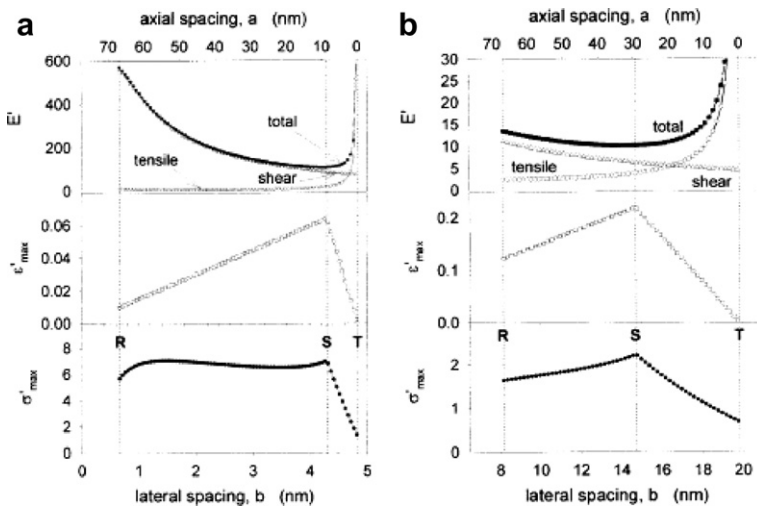 a
axial spacing, a (nm)
70 60 50 40 30 20 10 0
600
400
200
0
E'
total
tensile
shear
0.06
0.04
0.02
0.00
ε'max
R S T
8
6
4
2
0
σ'max
0 1 2 3 4 5
lateral spacing, b (nm)
b
axial spacing, a (nm)
70 60 50 40 30 20 10 0
30
25
20
15
10
5
0
E'
total
tensile
shear
0.2
0.1
0.0
ε'max
R S T
2
1
0
σ'max
8 10 12 14 16 18 20
lateral spacing, b (nm)